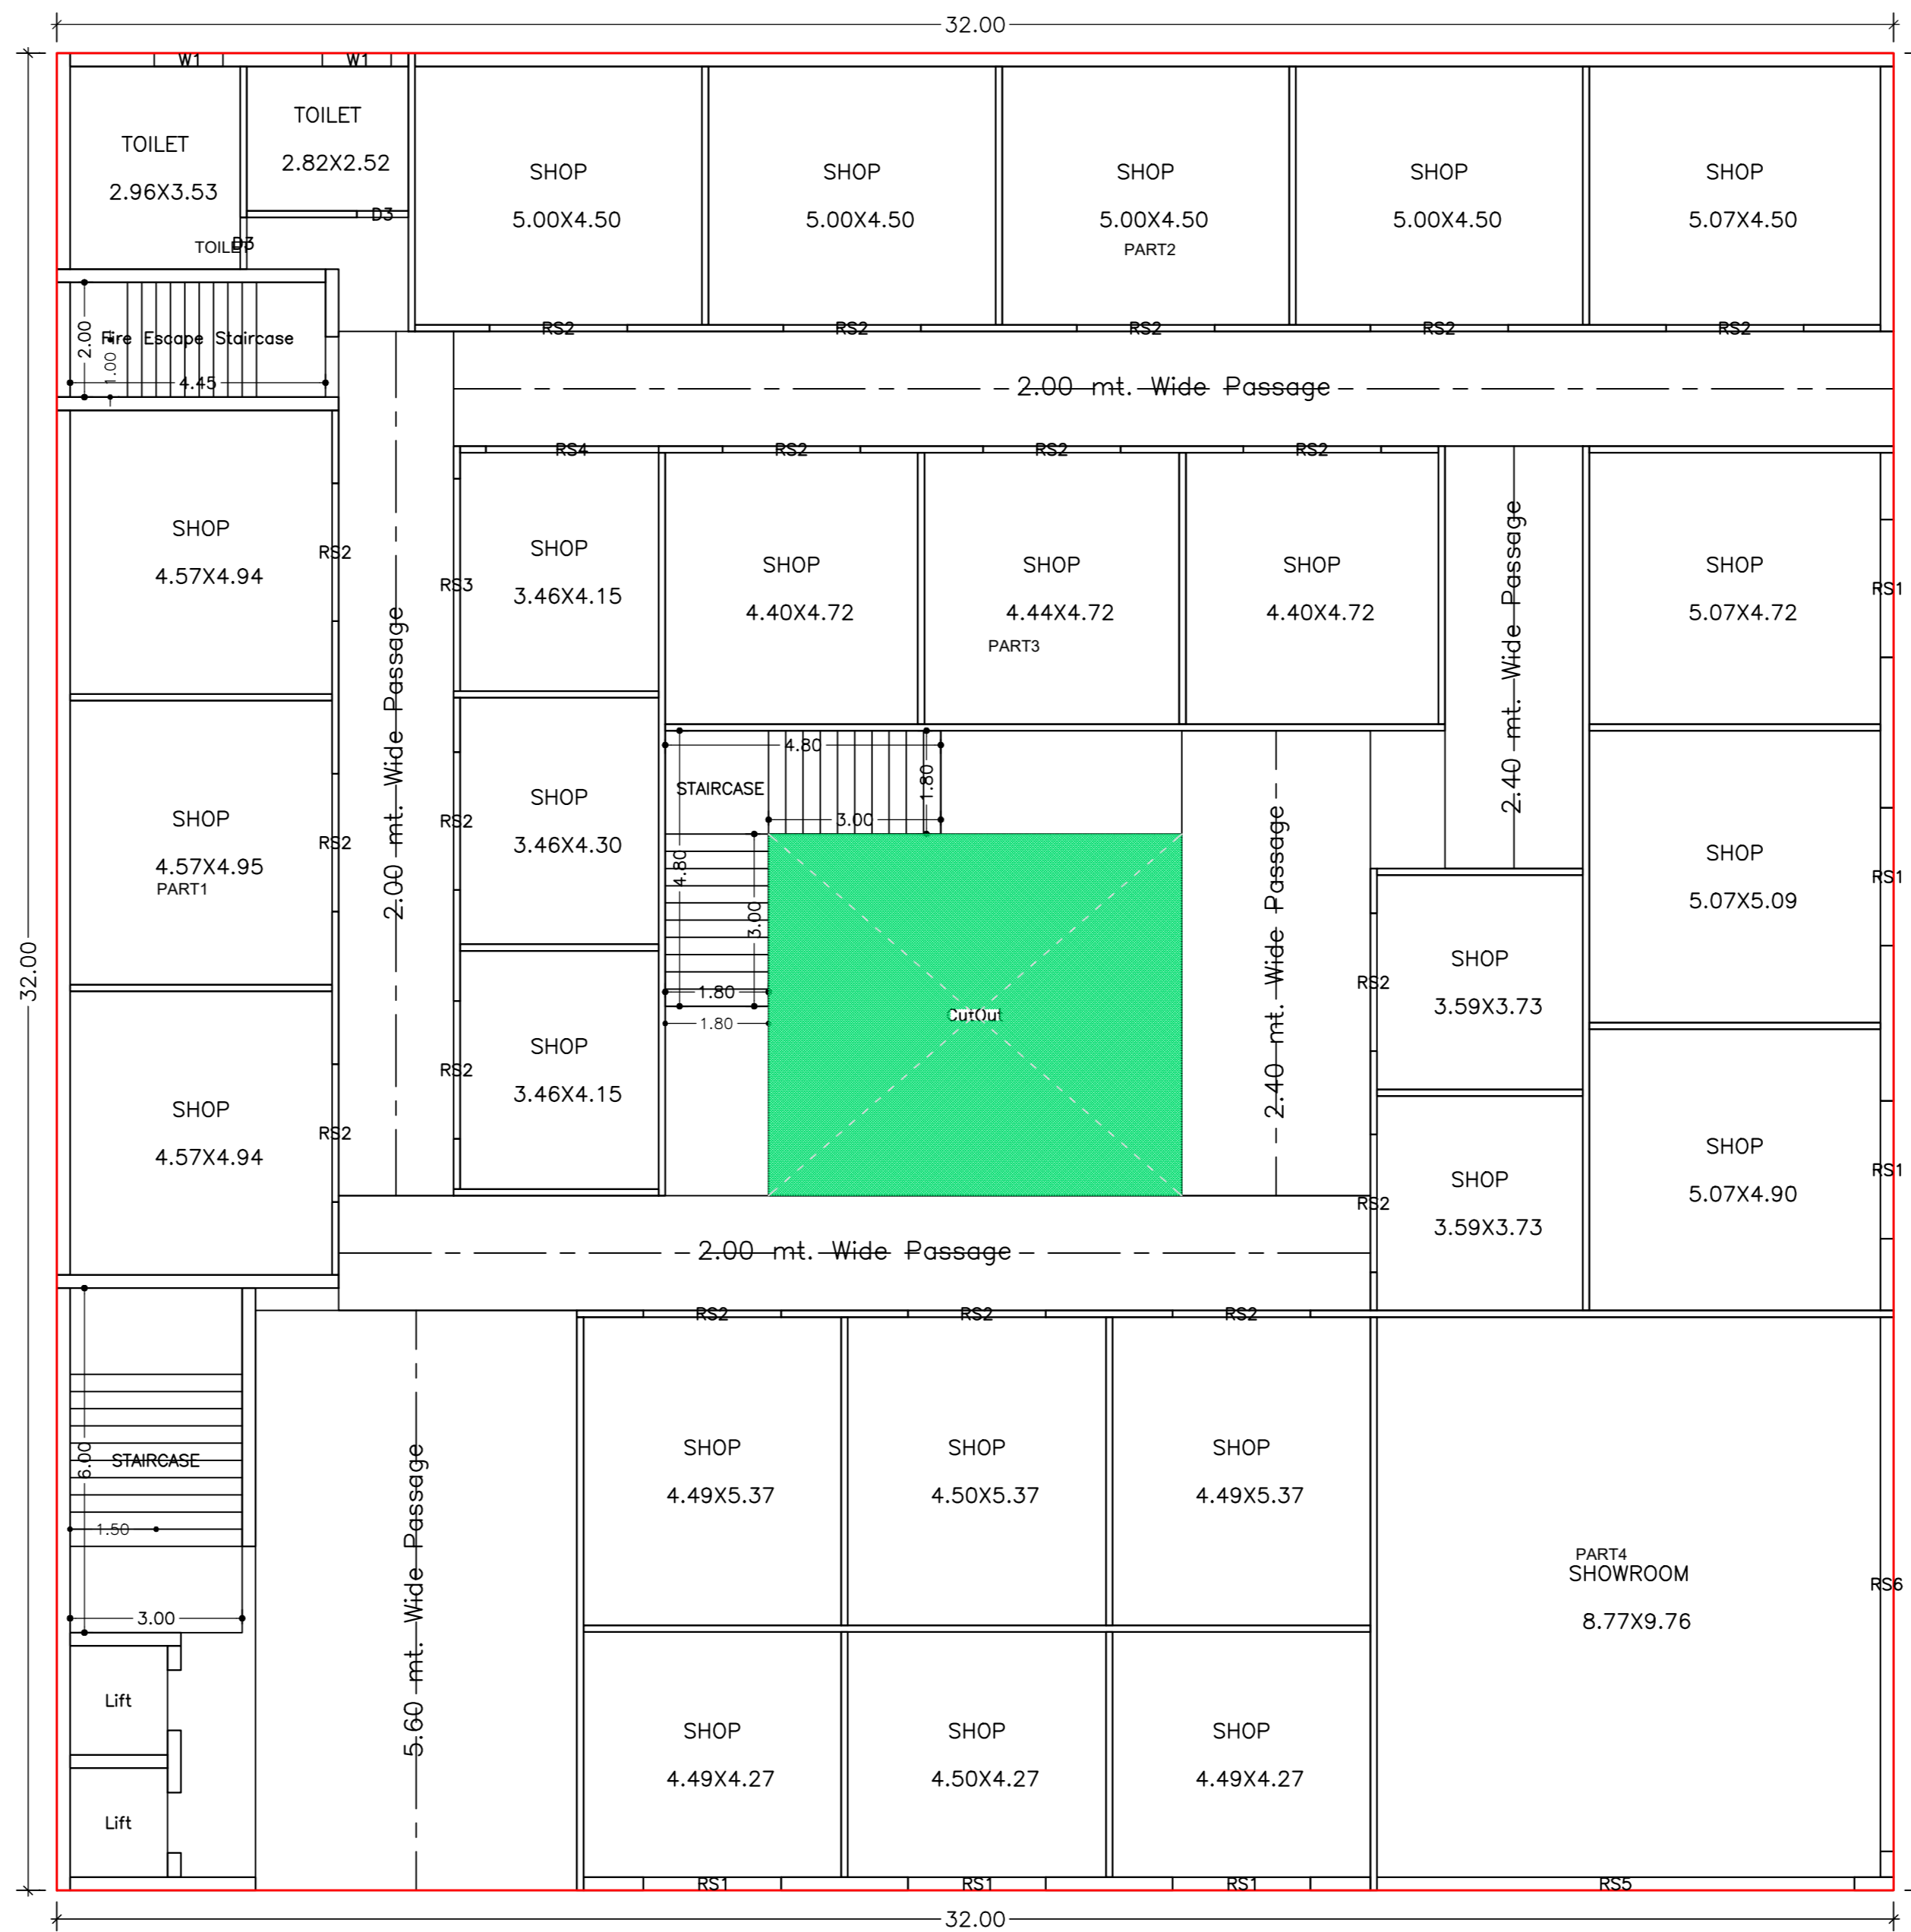 32.00
W1
W1
TOILET
2.96X3.53
TOILET
2.82X2.52
D3
TOILET
D3
SHOP
5.00X4.50
SHOP
5.00X4.50
SHOP
5.00X4.50
PART2
SHOP
5.00X4.50
SHOP
5.07X4.50
RS2
RS2
RS2
RS2
RS2
2.00
1.00
Fire Escape Staircase
4.45
2.00 mt. Wide Passage
RS4
RS2
RS2
RS2
SHOP
4.57X4.94
RS2
2.00 mt. Wide Passage
RS3
SHOP
3.46X4.15
SHOP
4.40X4.72
SHOP
4.44X4.72
PART3
SHOP
4.40X4.72
2.40 mt. Wide Passage
SHOP
5.07X4.72
RS1
SHOP
4.57X4.95
PART1
RS2
RS2
SHOP
3.46X4.30
4.80
STAIRCASE
1.80
3.00
4.80
3.00
1.80
1.80
CutOut
2.40 mt. Wide Passage
SHOP
5.07X5.09
RS1
RS2
SHOP
3.59X3.73
32.00
SHOP
4.57X4.94
RS2
RS2
SHOP
3.46X4.15
RS2
SHOP
3.59X3.73
SHOP
5.07X4.90
RS1
2.00 mt. Wide Passage
RS2
RS2
RS2
6.00
STAIRCASE
1.50
3.00
5.60 mt. Wide Passage
SHOP
4.49X5.37
SHOP
4.50X5.37
SHOP
4.49X5.37
PART4
SHOWROOM
8.77X9.76
RS6
Lift
Lift
SHOP
4.49X4.27
SHOP
4.50X4.27
SHOP
4.49X4.27
RS1
RS1
RS1
RS5
32.00